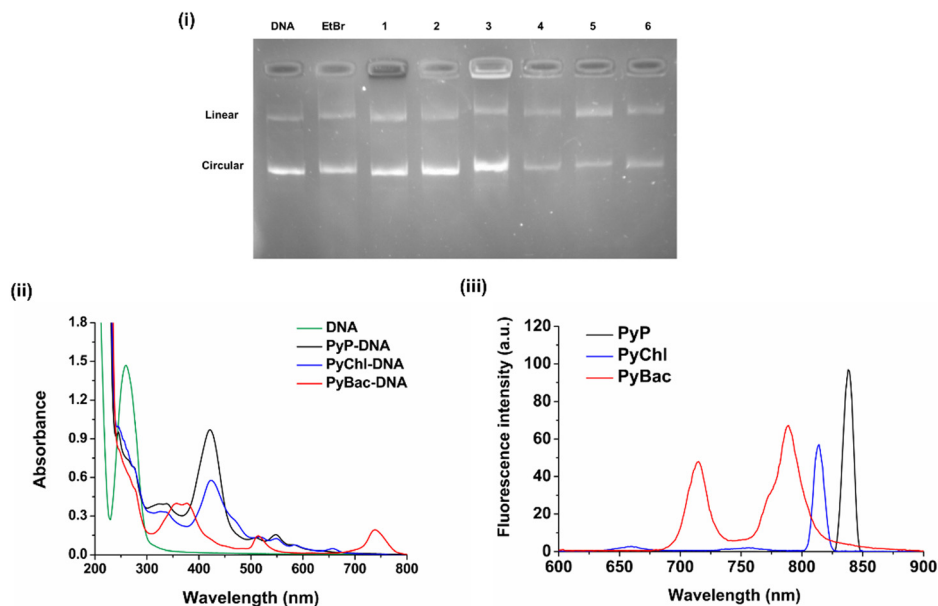 (i)
DNA EtBr 1 2 3 4 5 6
Linear
Circular
(ii)
1.8
1.5
1.2
0.9
0.6
0.3
0.0
200 300 400 500 600 700 800
Absorbance
Wavelength (nm)
DNA
PyP-DNA
PyChl-DNA
PyBac-DNA
(iii)
120
100
80
60
40
20
0
600 650 700 750 800 850 900
Fluorescence intensity (a.u.)
Wavelength (nm)
PyP
PyChl
PyBac